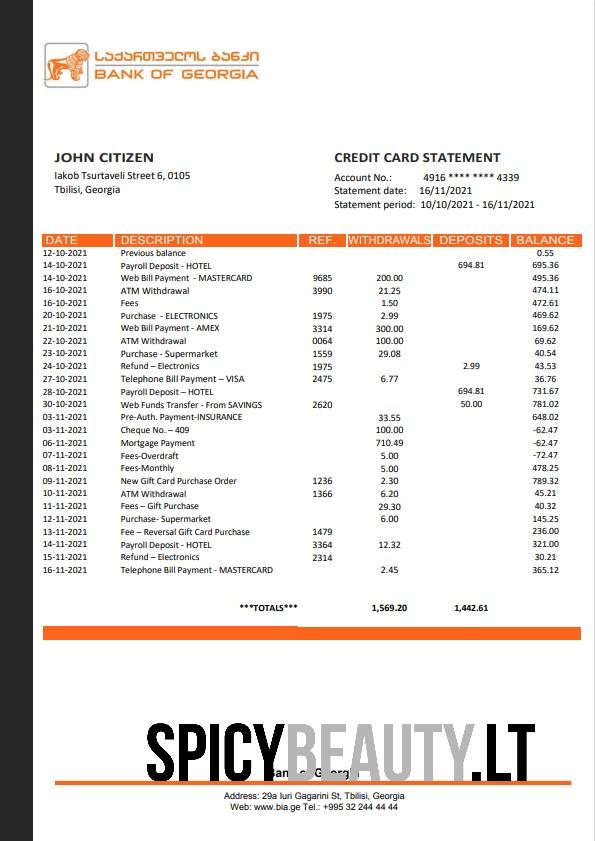 საქართველოს ბანკი
BANK OF GEORGIA
JOHN CITIZEN
Iakob Tsurtaveli Street 6, 0105
Tbilisi, Georgia
CREDIT CARD STATEMENT
Account No.: 4916 **** **** 4339
Statement date: 16/11/2021
Statement period: 10/10/2021 - 16/11/2021
DATE DESCRIPTION REF. WITHDRAWALS DEPOSITS BALANCE
12-10-2021 Previous balance 0.55
14-10-2021 Payroll Deposit - HOTEL 694.81 695.36
14-10-2021 Web Bill Payment - MASTERCARD 9685 200.00 495.36
16-10-2021 ATM Withdrawal 3990 21.25 474.11
16-10-2021 Fees 1.50 472.61
20-10-2021 Purchase - ELECTRONICS 1975 2.99 469.62
21-10-2021 Web Bill Payment - AMEX 3314 300.00 169.62
22-10-2021 ATM Withdrawal 0064 100.00 69.62
23-10-2021 Purchase - Supermarket 1559 29.08 40.54
24-10-2021 Refund – Electronics 1975 2.99 43.53
27-10-2021 Telephone Bill Payment – VISA 2475 6.77 36.76
28-10-2021 Payroll Deposit – HOTEL 694.81 731.67
30-10-2021 Web Funds Transfer - From SAVINGS 2620 50.00 781.02
03-11-2021 Pre-Auth. Payment-INSURANCE 33.55 648.02
03-11-2021 Cheque No. – 409 100.00 -62.47
06-11-2021 Mortgage Payment 710.49 -62.47
07-11-2021 Fees-Overdraft 5.00 -72.47
08-11-2021 Fees-Monthly 5.00 478.25
09-11-2021 New Gift Card Purchase Order 1236 2.30 789.32
10-11-2021 ATM Withdrawal 1366 6.20 45.21
11-11-2021 Fees – Gift Purchase 29.30 40.32
12-11-2021 Purchase- Supermarket 6.00 145.25
13-11-2021 Fee – Reversal Gift Card Purchase 1479 236.00
14-11-2021 Payroll Deposit - HOTEL 3364 12.32 321.00
15-11-2021 Refund – Electronics 2314 30.21
16-11-2021 Telephone Bill Payment - MASTERCARD 2.45 365.12
***TOTALS*** 1,569.20 1,442.61
SPICYBEAUTY.LT
Bank of Georgia
Address: 29a Iuri Gagarini St, Tbilisi, Georgia
Web: www.bia.ge Tel.: +995 32 244 44 44